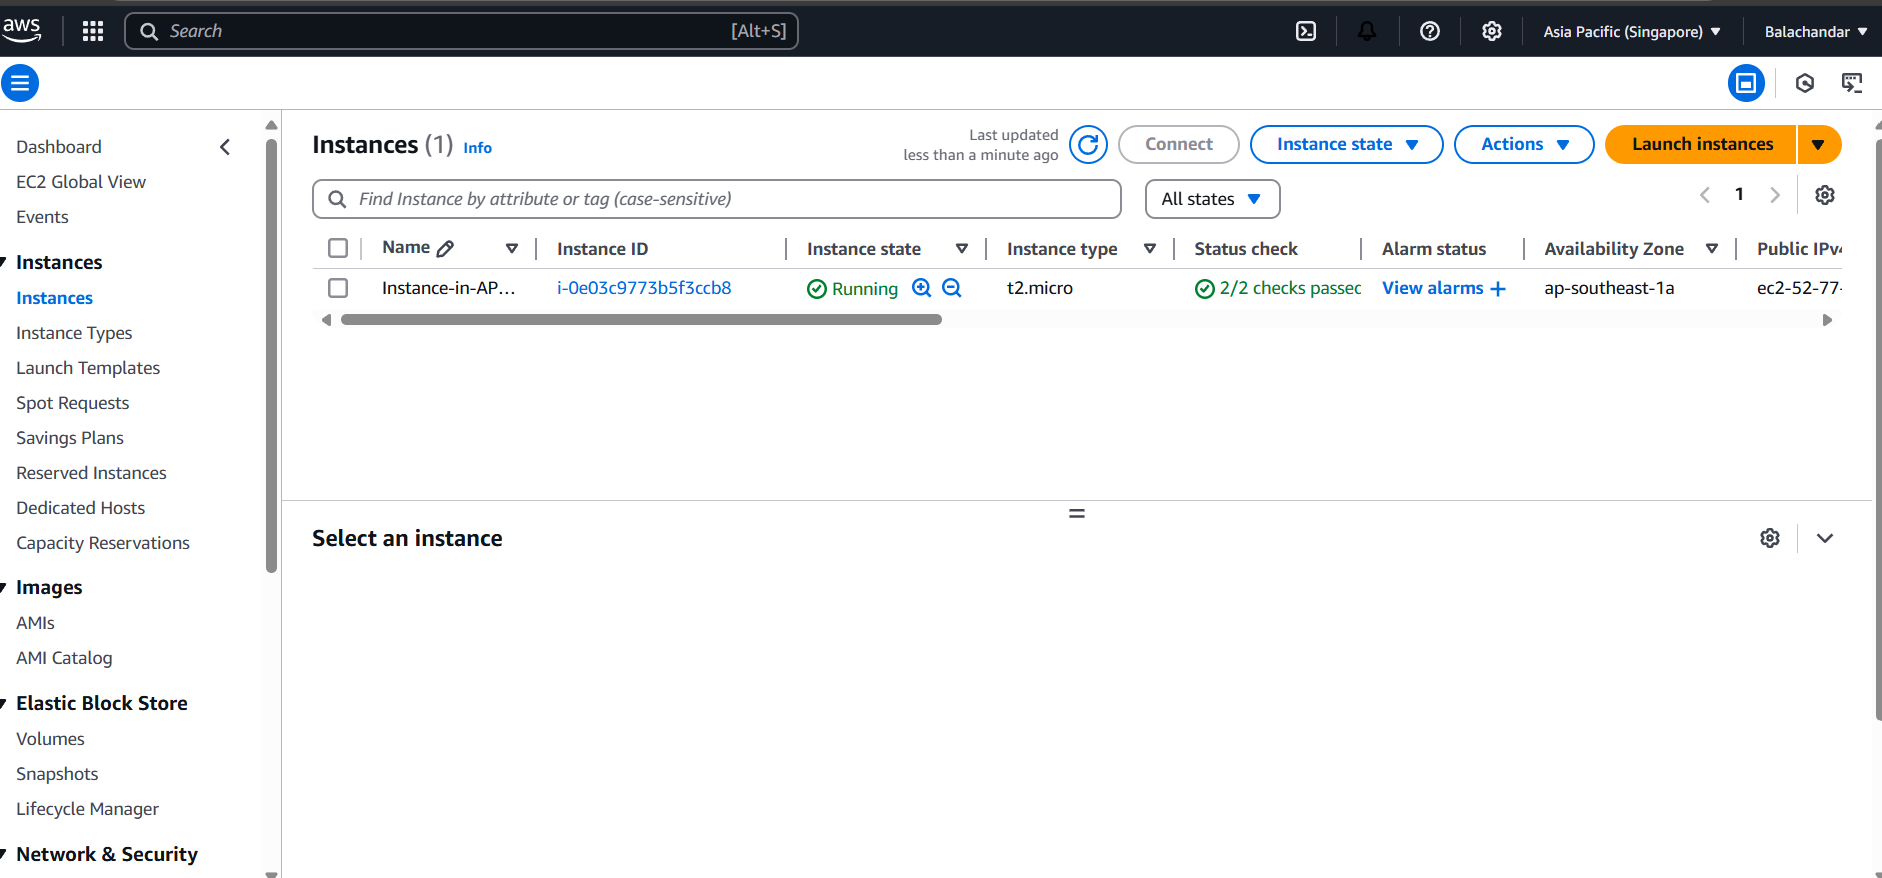 aws
Search [Alt+S]
Asia Pacific (Singapore)
Balachandar
Dashboard
EC2 Global View
Events
Instances
Instances
Instance Types
Launch Templates
Spot Requests
Savings Plans
Reserved Instances
Dedicated Hosts
Capacity Reservations
Images
AMIs
AMI Catalog
Elastic Block Store
Volumes
Snapshots
Lifecycle Manager
Network & Security
Instances (1) Info
Last updated
less than a minute ago
Connect
Instance state
Actions
Launch instances
Find Instance by attribute or tag (case-sensitive)
All states
1
Name Instance ID Instance state Instance type Status check Alarm status Availability Zone Public IPv4
Instance-in-AP... i-0e03c9773b5f3ccb8 Running t2.micro 2/2 checks passec View alarms + ap-southeast-1a ec2-52-77-
Select an instance